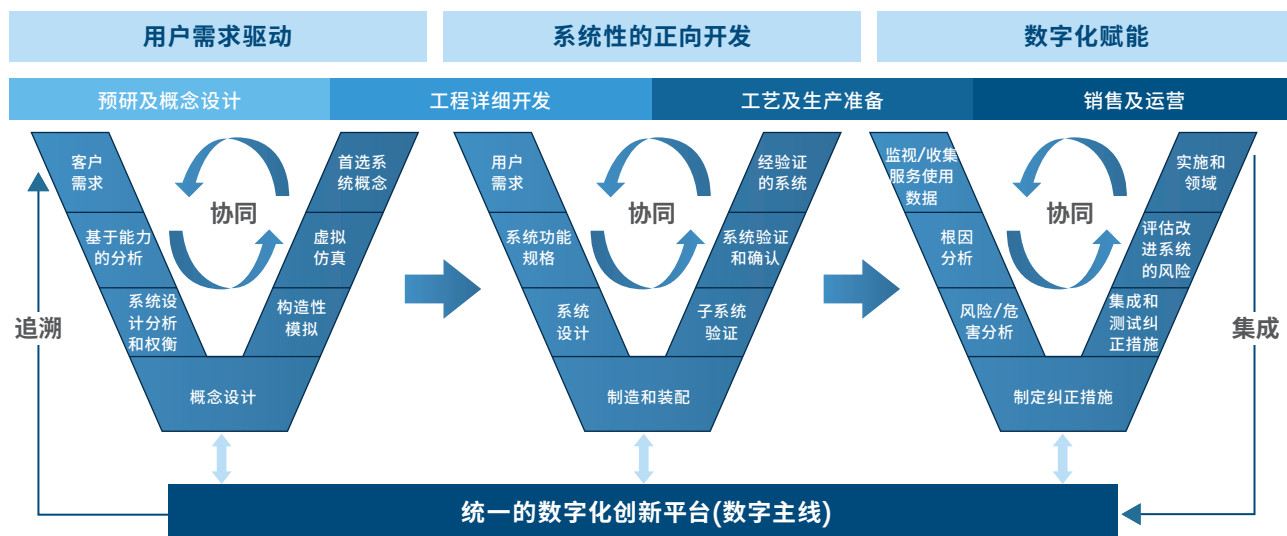 用户需求驱动
系统性的正向开发
数字化赋能
预研及概念设计
工程详细开发
工艺及生产准备
销售及运营
客户
需求
基于能力
的分析
系统设
计分析
和权衡
概念设计
构造性
模拟
虚拟
仿真
首选系
统概念
协同
用户
需求
系统功能
规格
系统
设计
制造和装配
子系统
验证
系统验证
和确认
经验证
的系统
协同
监视/收集
服务使用
数据
根因
分析
风险/危
害分析
制定纠正措施
集成和
测试纠
正措施
评估改
进系统
的风险
实施和
领域
协同
追溯
集成
统一的数字化创新平台(数字主线)